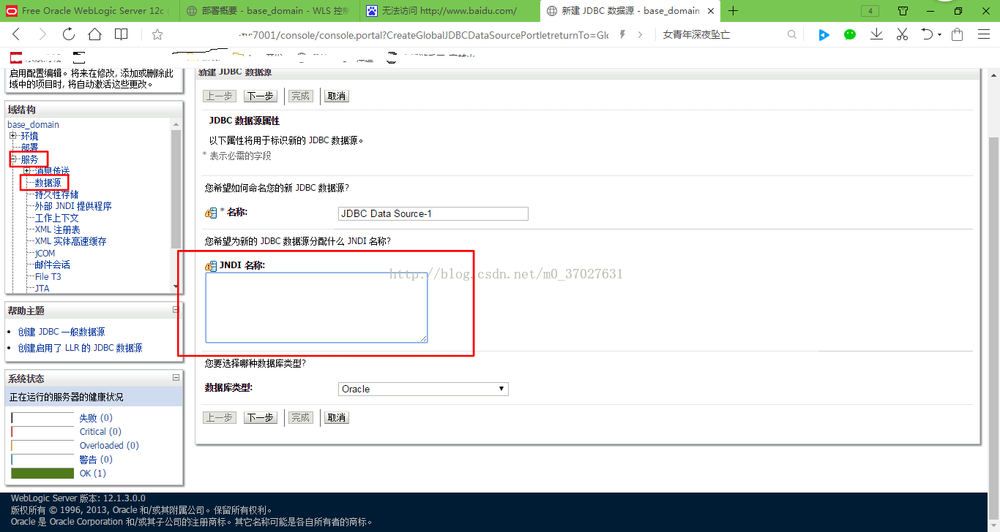 Free Oracle WebLogic Server 12c
部署概要 - base_domain - WLS 控制
无法访问 http://www.baidu.com/
新建 JDBC 数据源 - base_domain
4
7001/console/console.portal?CreateGlobalJDBCDataSourcePortletreturnTo=Glo
女青年深夜坠亡
启用配置编辑。将来在修改, 添加或删除此
域中的项目时, 将自动激活这些更改。
域结构
base_domain
环境
部署
服务
消息传送
数据源
持久性存储
外部 JNDI 提供程序
工作上下文
XML 注册表
XML 实体高速缓存
jCOM
邮件会话
File T3
JTA
帮助主题
创建 JDBC 一般数据源
创建启用了 LLR 的 JDBC 数据源
系统状态
正在运行的服务器的健康状况
失败 (0)
Critical (0)
Overloaded (0)
警告 (0)
OK (1)
新建 JDBC 数据源
上一步 下一步 完成 取消
JDBC 数据源属性
以下属性将用于标识新的 JDBC 数据源。
* 表示必需的字段
您希望如何命名您的新 JDBC 数据源?
* 名称: JDBC Data Source-1
您希望为新的 JDBC 数据源分配什么 JNDI 名称?
JNDI 名称:
http://blog.csdn.net/m0_37027631
您要选择哪种数据库类型?
数据库类型: Oracle
上一步 下一步 完成 取消
WebLogic Server 版本: 12.1.3.0.0
版权所有 © 1996, 2013, Oracle 和/或其附属公司。保留所有权利。
Oracle 是 Oracle Corporation 和/或其子公司的注册商标。其它名称可能是各自所有者的商标。